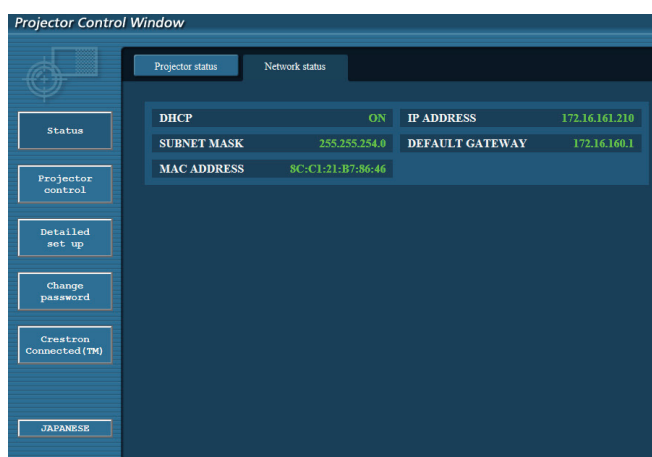 Projector Control Window
Projector status
Network status
Status
Projector
control
Detailed
set up
Change
password
Crestron
Connected(TM)
JAPANESE
DHCP ON IP ADDRESS 172.16.161.210
SUBNET MASK 255.255.254.0 DEFAULT GATEWAY 172.16.160.1
MAC ADDRESS 8C:C1:21:B7:86:46